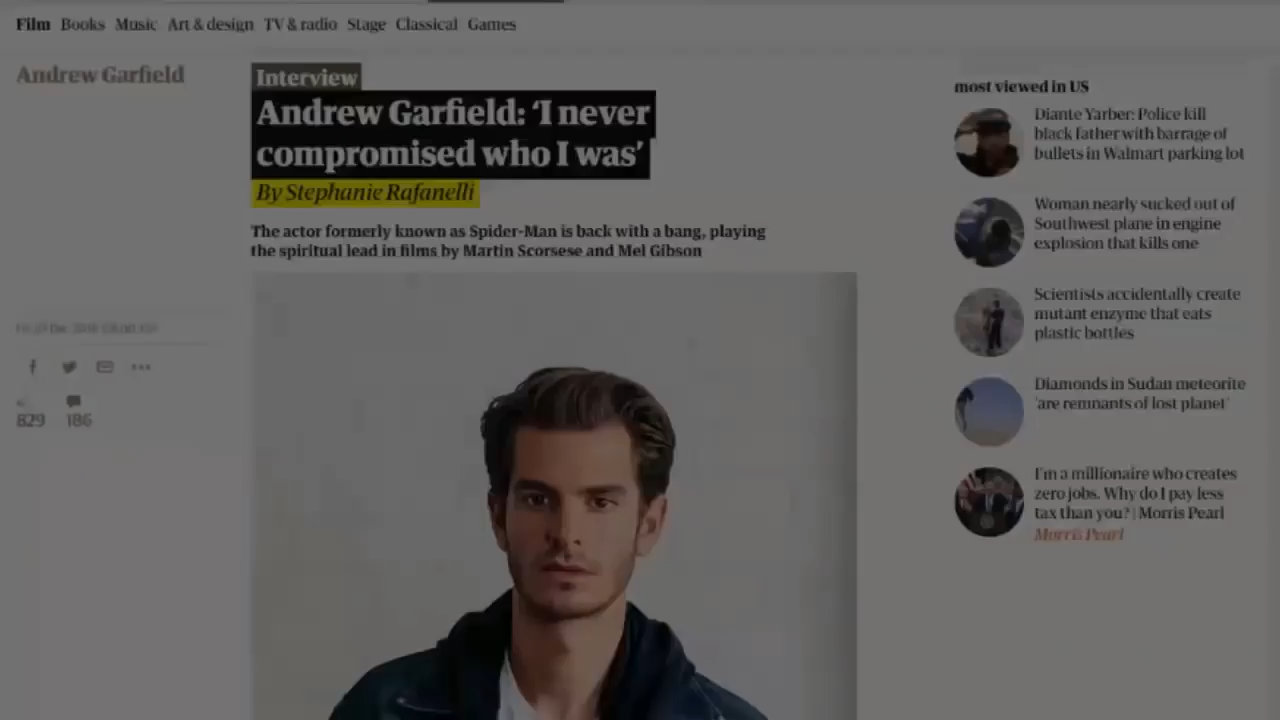 Film Books Music Art & design TV & radio Stage Classical Games
Andrew Garfield
Interview
Andrew Garfield: ‘I never
compromised who I was’
By Stephanie Rafanelli
The actor formerly known as Spider-Man is back with a bang, playing
the spiritual lead in films by Martin Scorsese and Mel Gibson
829 186
most viewed in US
Diante Yarber: Police kill
black father with barrage of
bullets in Walmart parking lot
Woman nearly sucked out of
Southwest plane in engine
explosion that kills one
Scientists accidentally create
mutant enzyme that eats
plastic bottles
Diamonds in Sudan meteorite
'are remnants of lost planet'
I'm a millionaire who creates
zero jobs. Why do I pay less
tax than you? | Morris Pearl
Morris Pearl